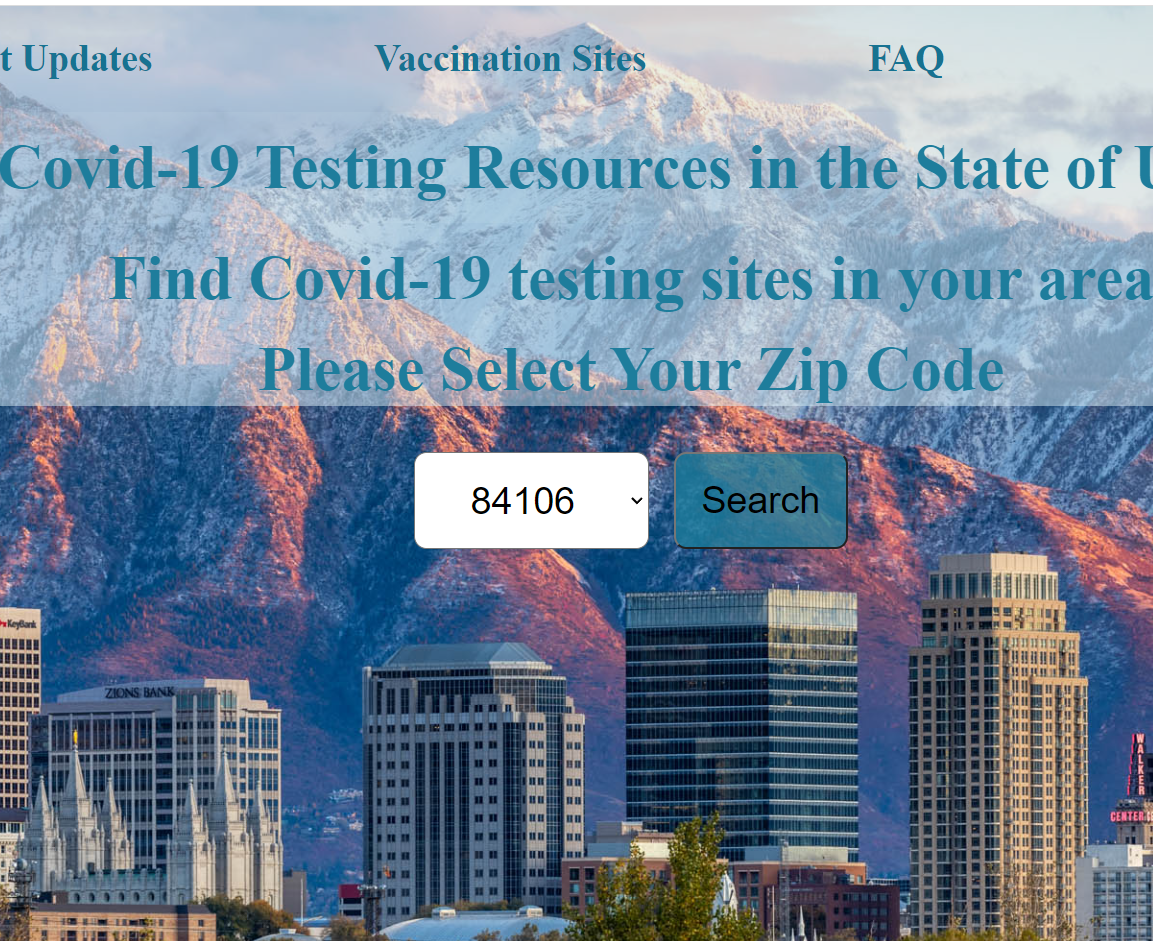 t Updates Vaccination Sites FAQ
Covid-19 Testing Resources in the State of U
Find Covid-19 testing sites in your area
Please Select Your Zip Code
84106 Search
KeyBank
ZIONS BANK
WALKER
CENTER